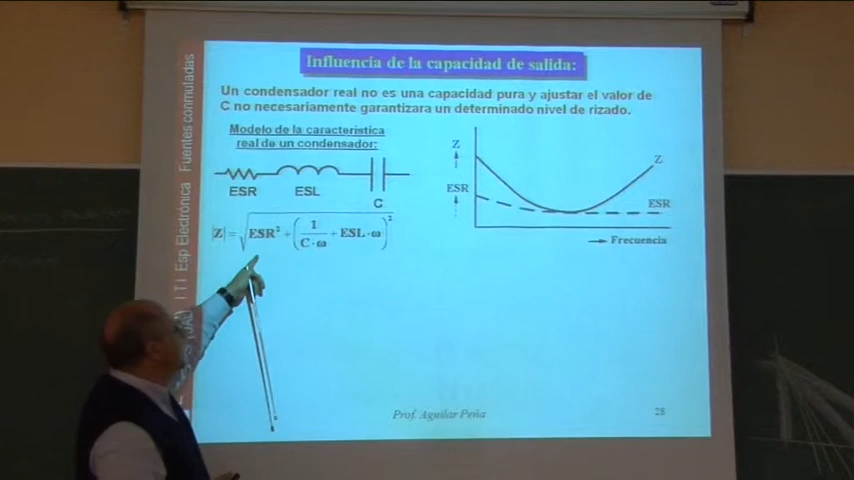 Influencia de la capacidad de salida:
Un condensador real no es una capacidad pura y ajustar el valor de
C no necesariamente garantizara un determinado nivel de rizado.
Modelo de la característica
real de un condensador:
ESR
ESL
C
|Z| = √ESR² + (1/C·ω + ESL·ω)²
Z
ESR
Z
ESR
Frecuencia
Prof. Aguilar Peña
28
ITI Esp Electrónica Fuentes conmutadas